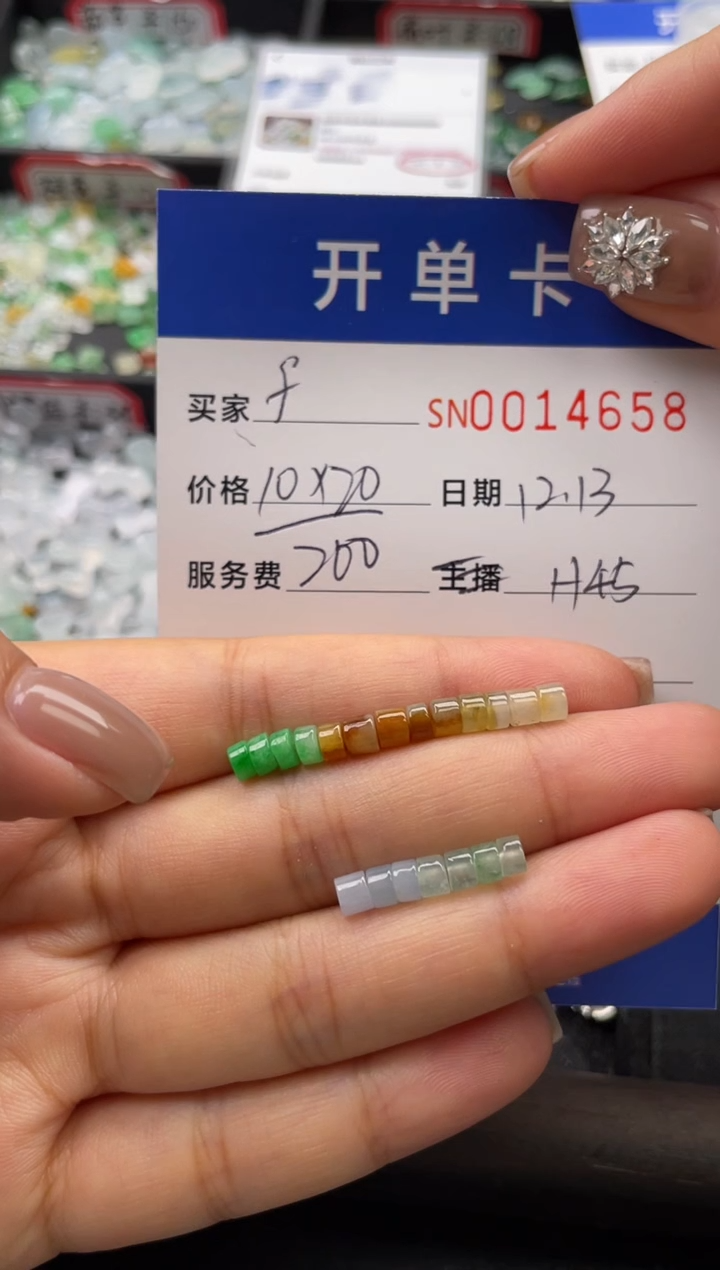 开单卡
买家 f SN0014658
价格 10X20 日期 12.13
服务费 200 主播 H45